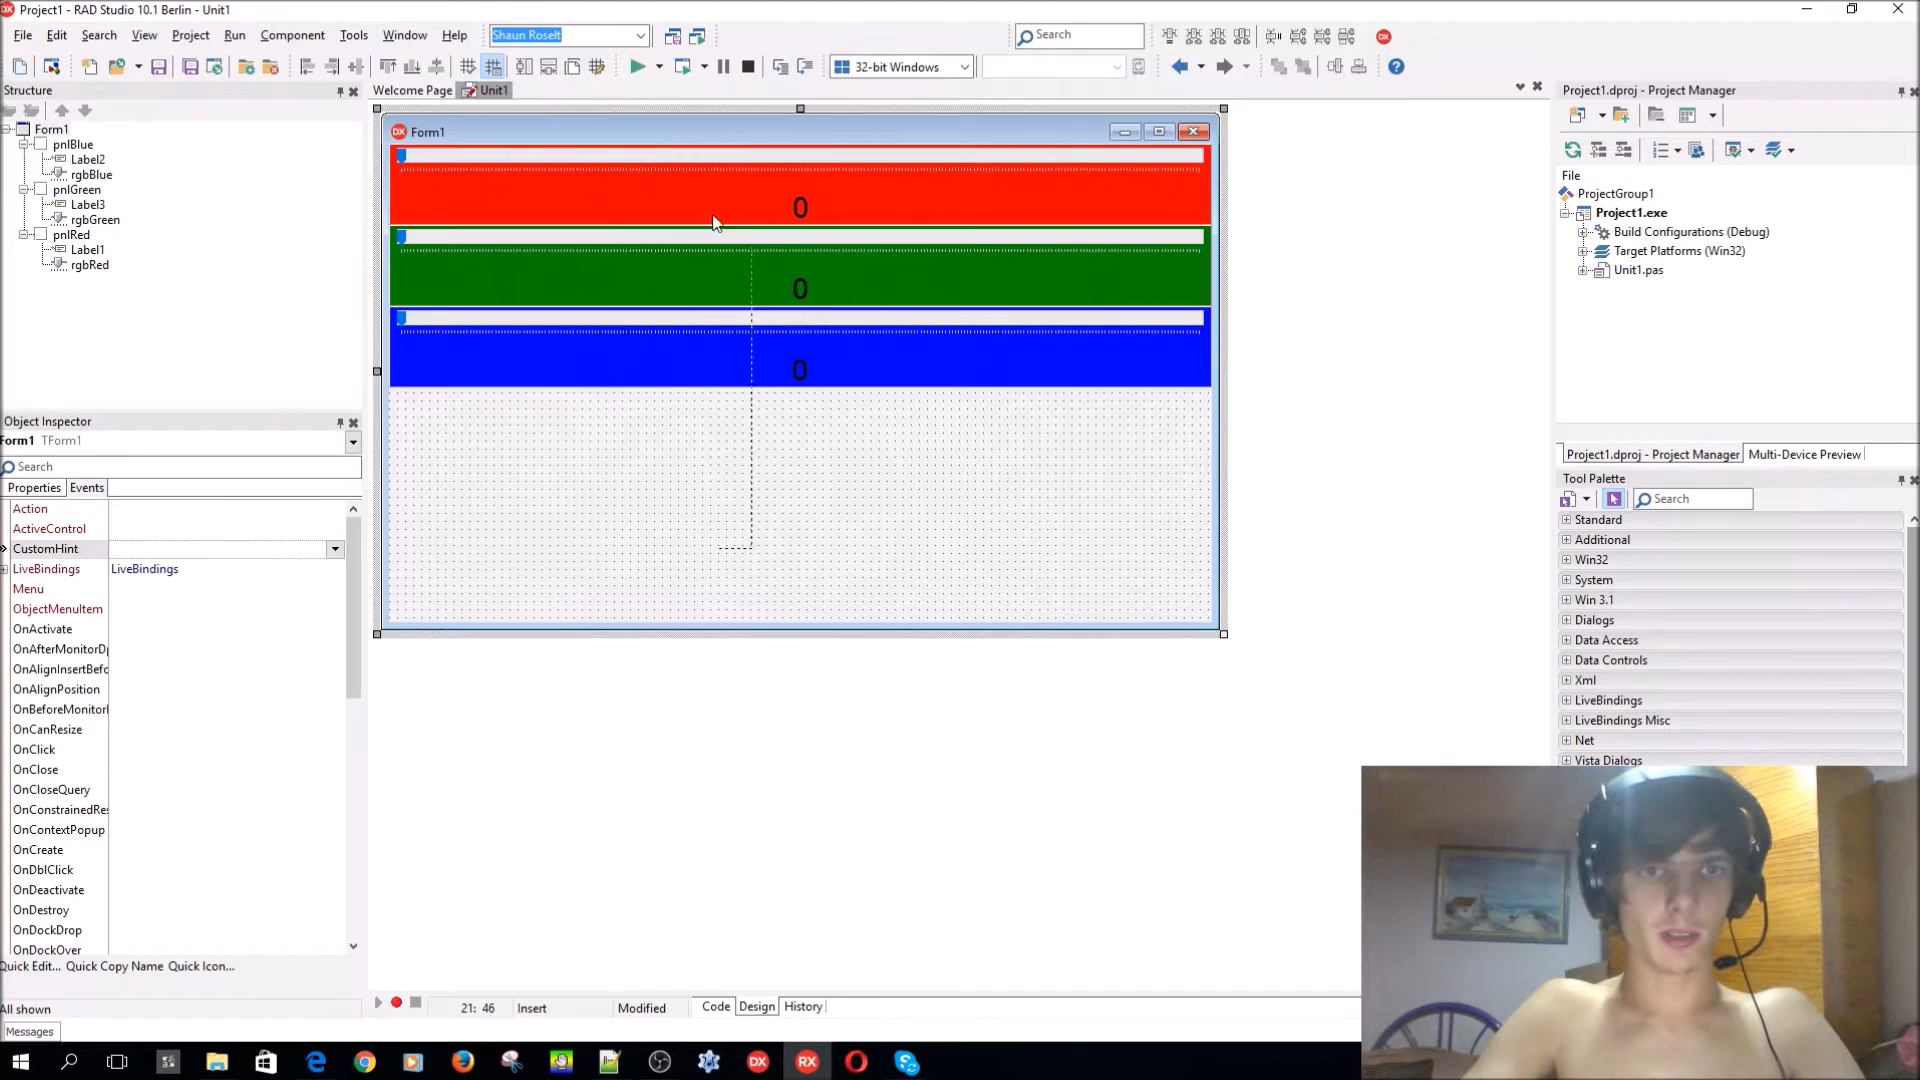 Project1 - RAD Studio 10.1 Berlin - Unit1
File Edit Search View Project Run Component Tools Window Help Shaun Roselt Search
32-bit Windows
Structure
Welcome Page Unit1
Form1
pnlBlue
Label2
rgbBlue
pnlGreen
Label3
rgbGreen
pnlRed
Label1
rgbRed
Form1
0
0
0
Object Inspector
Form1 TForm1
Search
Properties Events
Action
ActiveControl
CustomHint
LiveBindings LiveBindings
Menu
ObjectMenuItem
OnActivate
OnAfterMonitorDp
OnAlignInsertBefo
OnAlignPosition
OnBeforeMonitorD
OnCanResize
OnClick
OnClose
OnCloseQuery
OnConstrainedRes
OnContextPopup
OnCreate
OnDblClick
OnDeactivate
OnDestroy
OnDockDrop
OnDockOver
Quick Edit... Quick Copy Name Quick Icon...
All shown
Messages
21: 46 Insert Modified Code Design History
Project1.dproj - Project Manager
File
ProjectGroup1
Project1.exe
Build Configurations (Debug)
Target Platforms (Win32)
Unit1.pas
Project1.dproj - Project Manager Multi-Device Preview
Tool Palette
Search
Standard
Additional
Win32
System
Win 3.1
Dialogs
Data Access
Data Controls
Xml
LiveBindings
LiveBindings Misc
Net
Vista Dialogs
DX RX